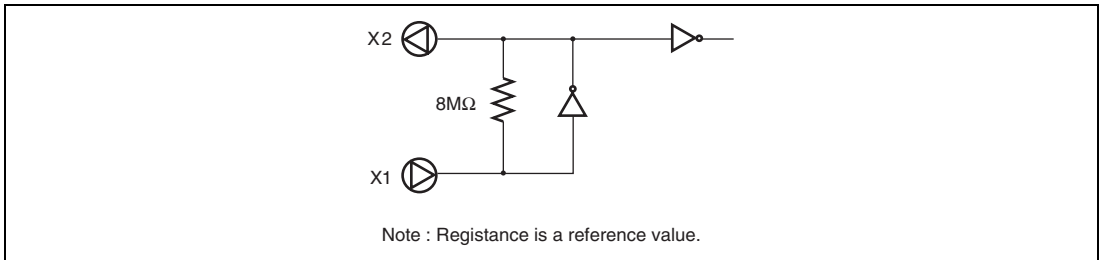 X2
8MΩ
X1
Note : Registance is a reference value.